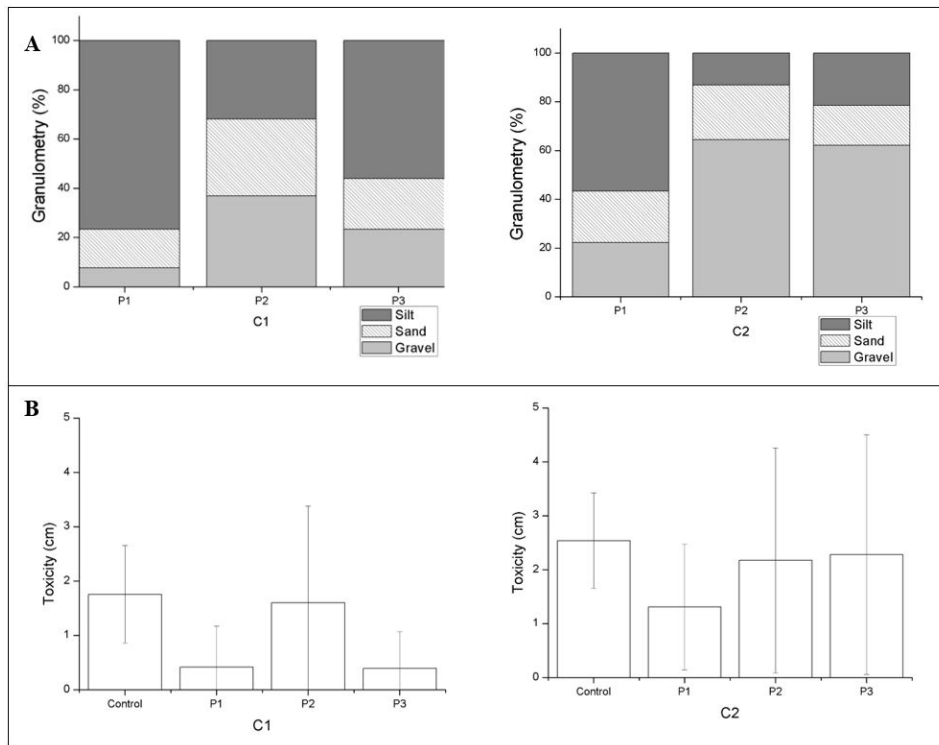 A
Granulometry (%)
100
80
60
40
20
0
P1
P2
P3
C1
Silt
Sand
Gravel
Granulometry (%)
100
80
60
40
20
0
P1
P2
P3
C2
Silt
Sand
Gravel
B
Toxicity (cm)
5
4
3
2
1
0
Control
P1
P2
P3
C1
Toxicity (cm)
5
4
3
2
1
0
Control
P1
P2
P3
C2